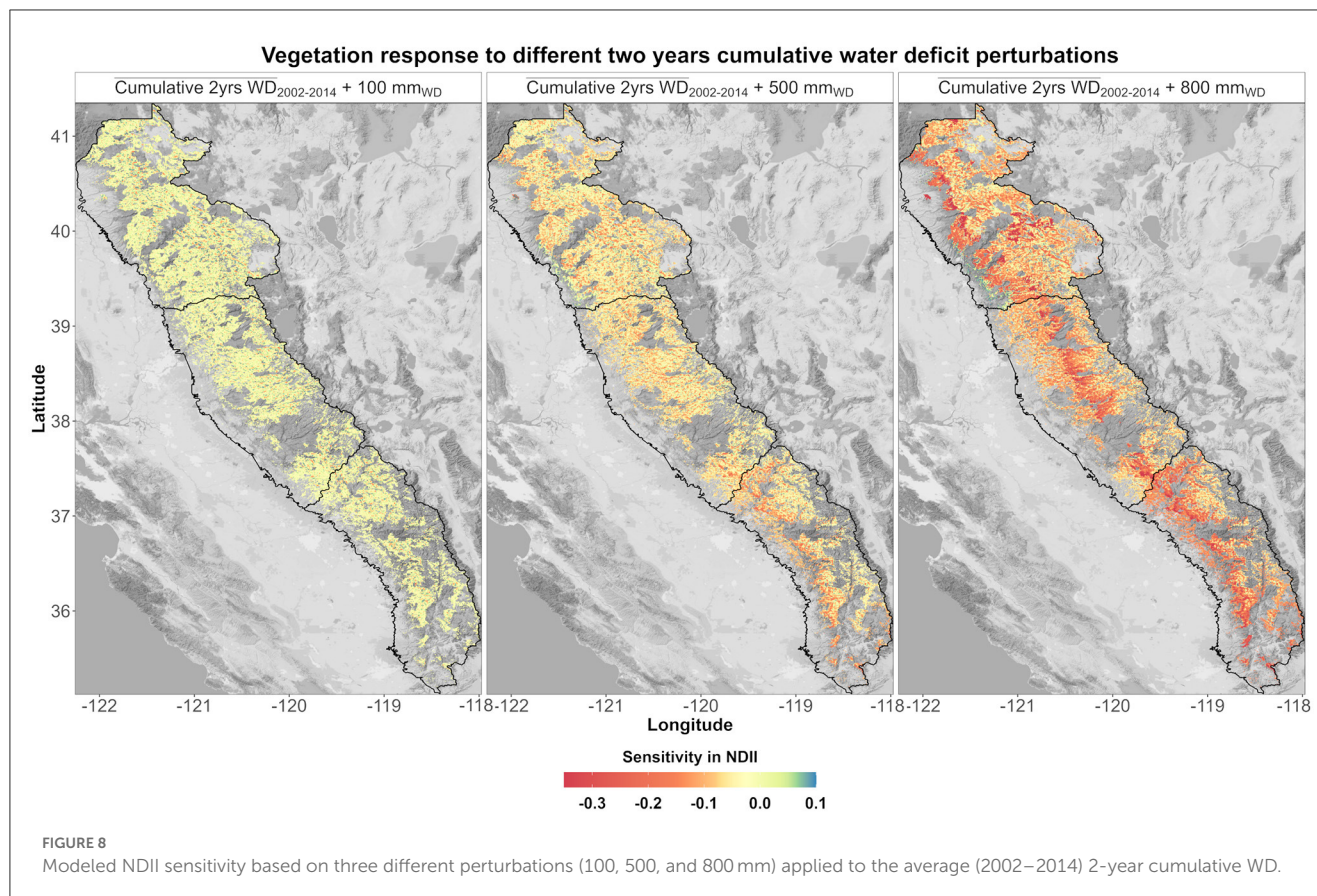 Vegetation response to different two years cumulative water deficit perturbations
Cumulative 2yrs WD2002-2014 + 100 mmWD
Cumulative 2yrs WD2002-2014 + 500 mmWD
Cumulative 2yrs WD2002-2014 + 800 mmWD
41
40
39
38
37
36
Latitude
-122 -121 -120 -119 -118
-122 -121 -120 -119 -118
-122 -121 -120 -119 -118
Longitude
Sensitivity in NDII
-0.3 -0.2 -0.1 0.0 0.1
FIGURE 8
Modeled NDII sensitivity based on three different perturbations (100, 500, and 800 mm) applied to the average (2002–2014) 2-year cumulative WD.